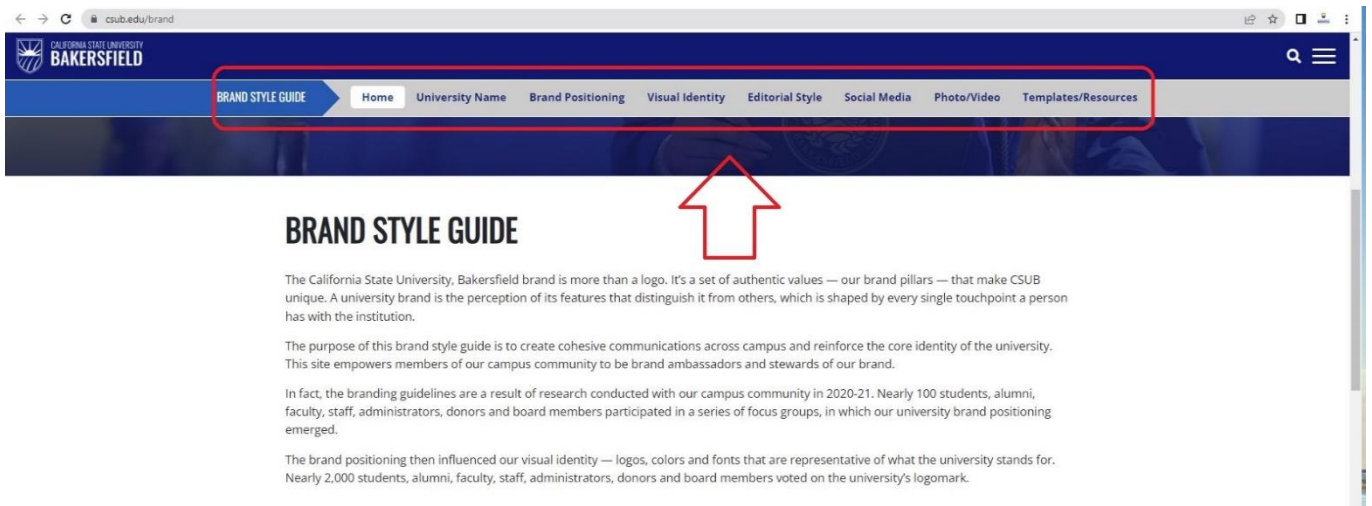 csub.edu/brand
CALIFORNIA STATE UNIVERSITY
BAKERSFIELD
BRAND STYLE GUIDE Home University Name Brand Positioning Visual Identity Editorial Style Social Media Photo/Video Templates/Resources
BRAND STYLE GUIDE
The California State University, Bakersfield brand is more than a logo. It's a set of authentic values — our brand pillars — that make CSUB
unique. A university brand is the perception of its features that distinguish it from others, which is shaped by every single touchpoint a person
has with the institution.
The purpose of this brand style guide is to create cohesive communications across campus and reinforce the core identity of the university.
This site empowers members of our campus community to be brand ambassadors and stewards of our brand.
In fact, the branding guidelines are a result of research conducted with our campus community in 2020-21. Nearly 100 students, alumni,
faculty, staff, administrators, donors and board members participated in a series of focus groups, in which our university brand positioning
emerged.
The brand positioning then influenced our visual identity — logos, colors and fonts that are representative of what the university stands for.
Nearly 2,000 students, alumni, faculty, staff, administrators, donors and board members voted on the university's logomark.